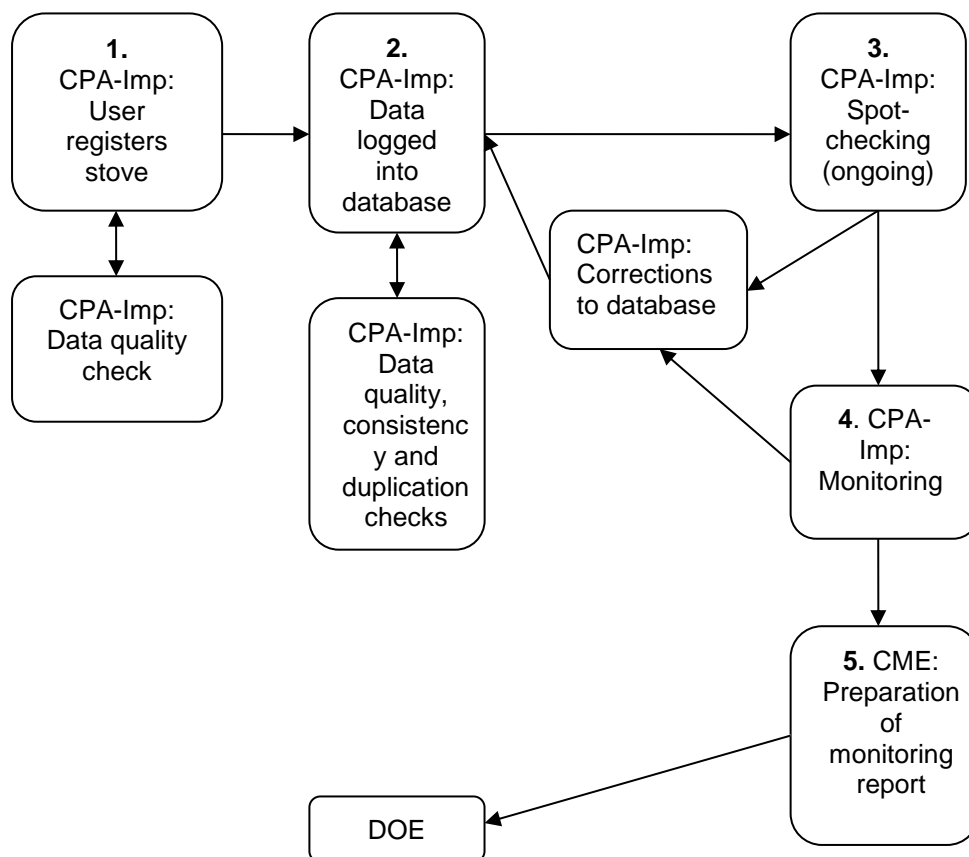 1.
CPA-Imp:
User
registers
stove
2.
CPA-Imp:
Data
logged
into
database
3.
CPA-Imp:
Spot-
checking
(ongoing)
CPA-Imp:
Corrections
to database
CPA-Imp:
Data quality
check
CPA-Imp:
Data
quality,
consistenc
y and
duplication
checks
4. CPA-
Imp:
Monitoring
5. CME:
Preparation
of
monitoring
report
DOE